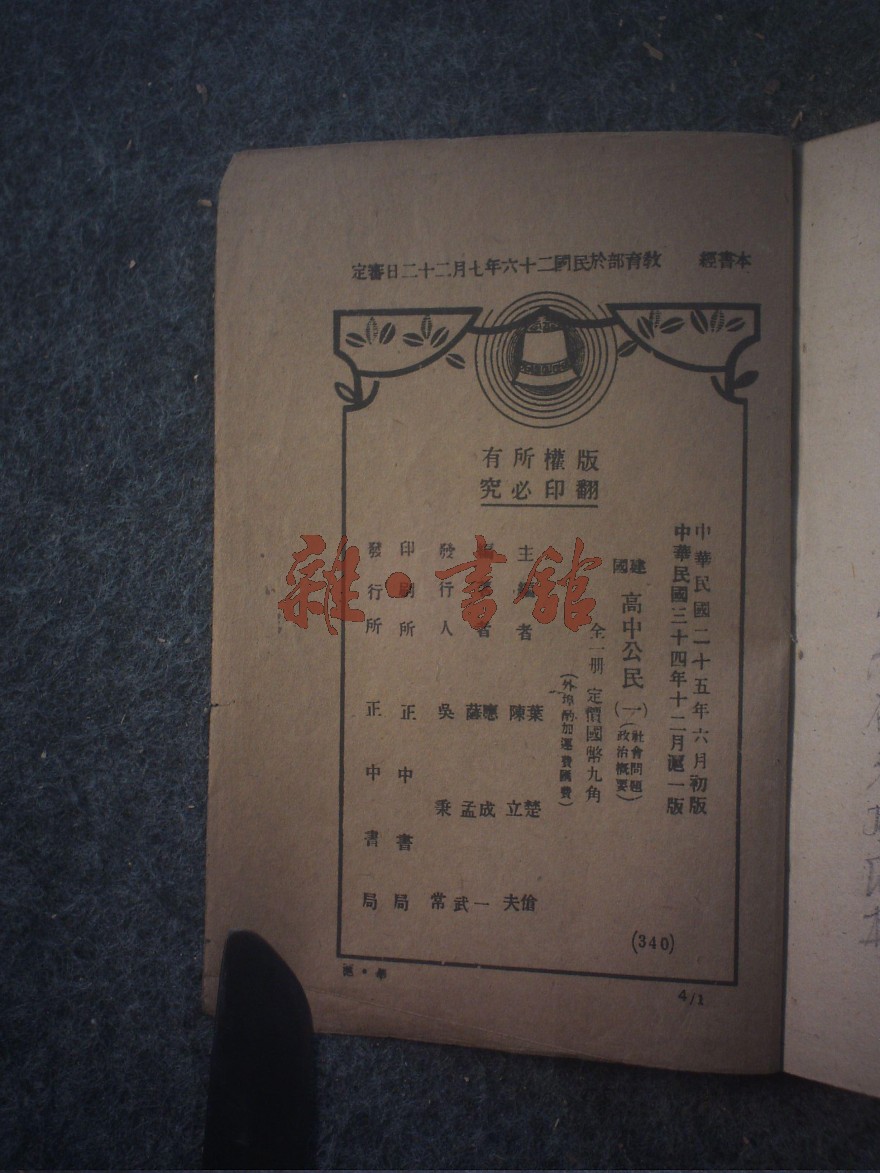 本書經 教育部於民國二十六年七月二十二日審定
版權所有
翻印必究
中華民國二十五年六月初版
中華民國三十四年十二月滬一版
建國 高中公民 (一) (社會問題 政治概要)
全一册 定價國幣九角
(外埠酌加運費匯費)
主編者 葉楚傖 陳立夫
者 應成一 薩孟武
發行人 吳秉常
印刷所 正中書局
發行所 正中書局
(340)
4/1
雜·書館